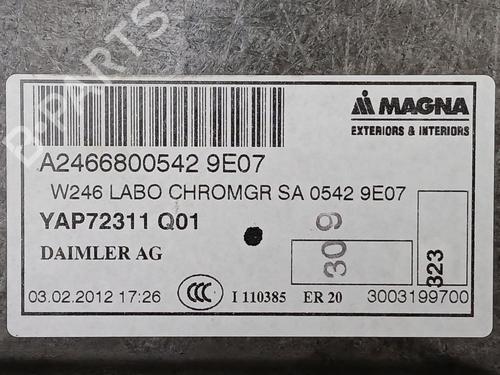 B-PARTS
MAGNA
EXTERIORS & INTERIORS
A2466800542 9E07
W246 LABO CHROMGR SA 0542 9E07
YAP72311 Q01
DAIMLER AG
309
323
03.02.2012 17:26 CCC I 110385 ER 20 3003199700